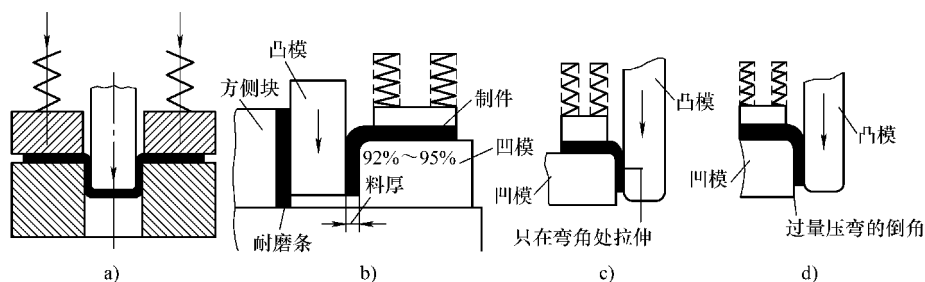 凸模
方侧块
制件
92%～95%
凹模
料厚
耐磨条
凸模
凹模
只在弯角处拉伸
凸模
凹模
过量压弯的倒角
a)
b)
c)
d)